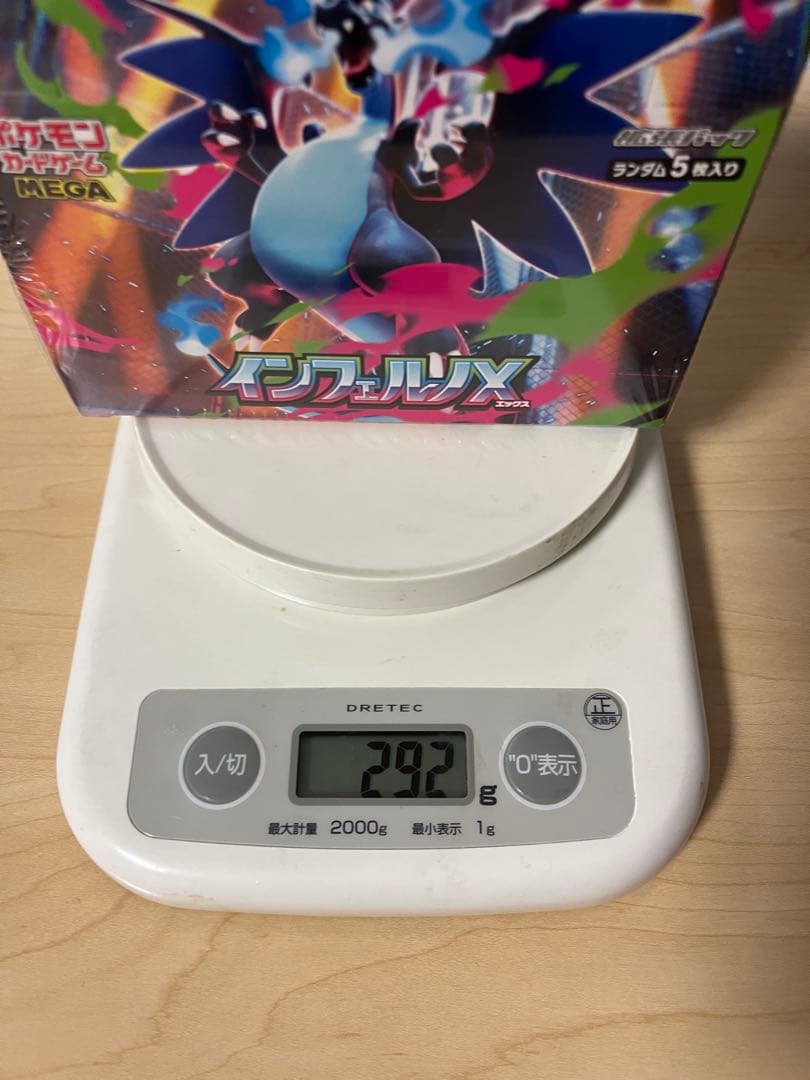 ポケモン
カードゲーム
MEGA
拡張パック
ランダム5枚入り
インフェルノX
エックス
DRETEC
正
家庭用
入/切
292
g
"0"表示
最大計量 2000g 最小表示 1g